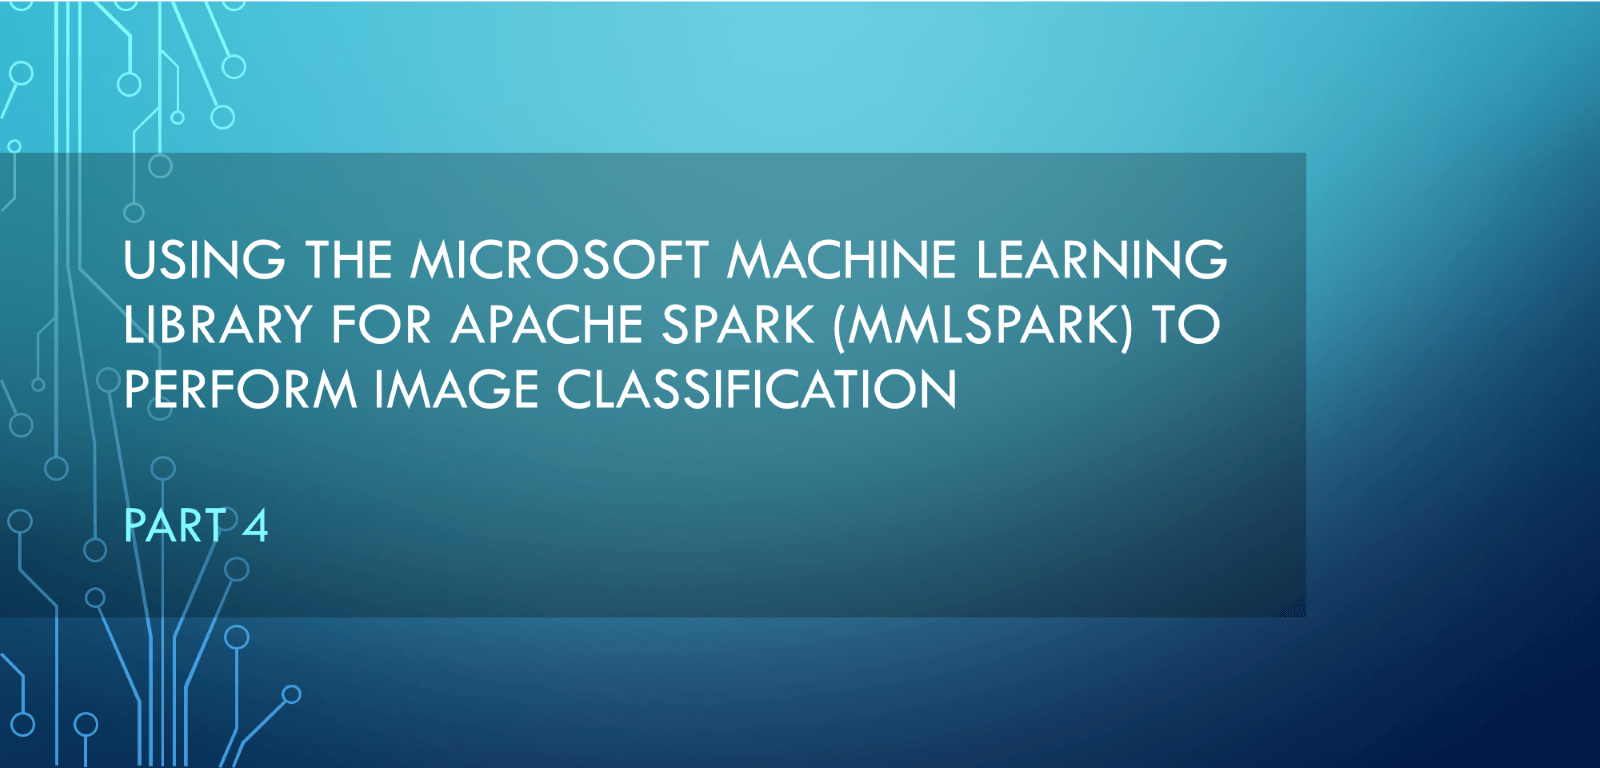 USING THE MICROSOFT MACHINE LEARNING
LIBRARY FOR APACHE SPARK (MMLSPARK) TO
PERFORM IMAGE CLASSIFICATION
PART 4